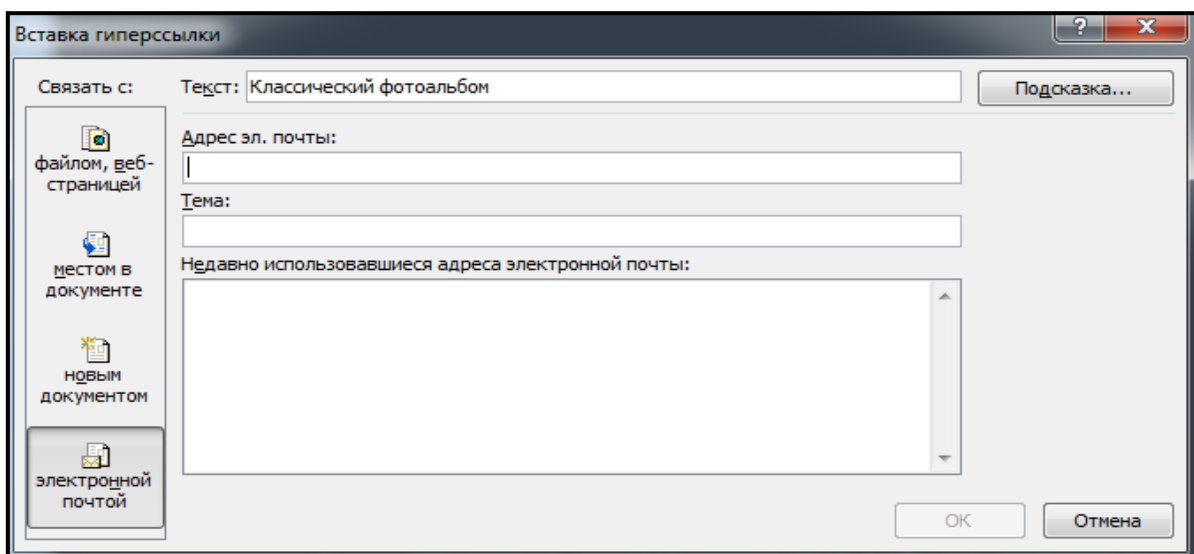 Вставка гиперссылки
Связать с:
Текст: Классический фотоальбом
Подсказка...
файлом, веб-
страницей
местом в
документе
новым
документом
электронной
почтой
Адрес эл. почты:
Тема:
Недавно использовавшиеся адреса электронной почты:
OK
Отмена